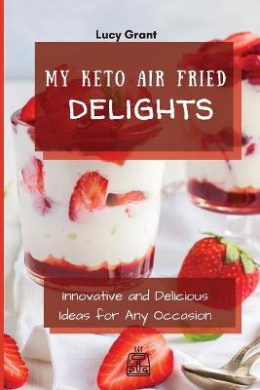 Lucy Grant
MY KETO AIR FRIED
DELIGHTS
Innovative and Delicious
Ideas for Any Occasion